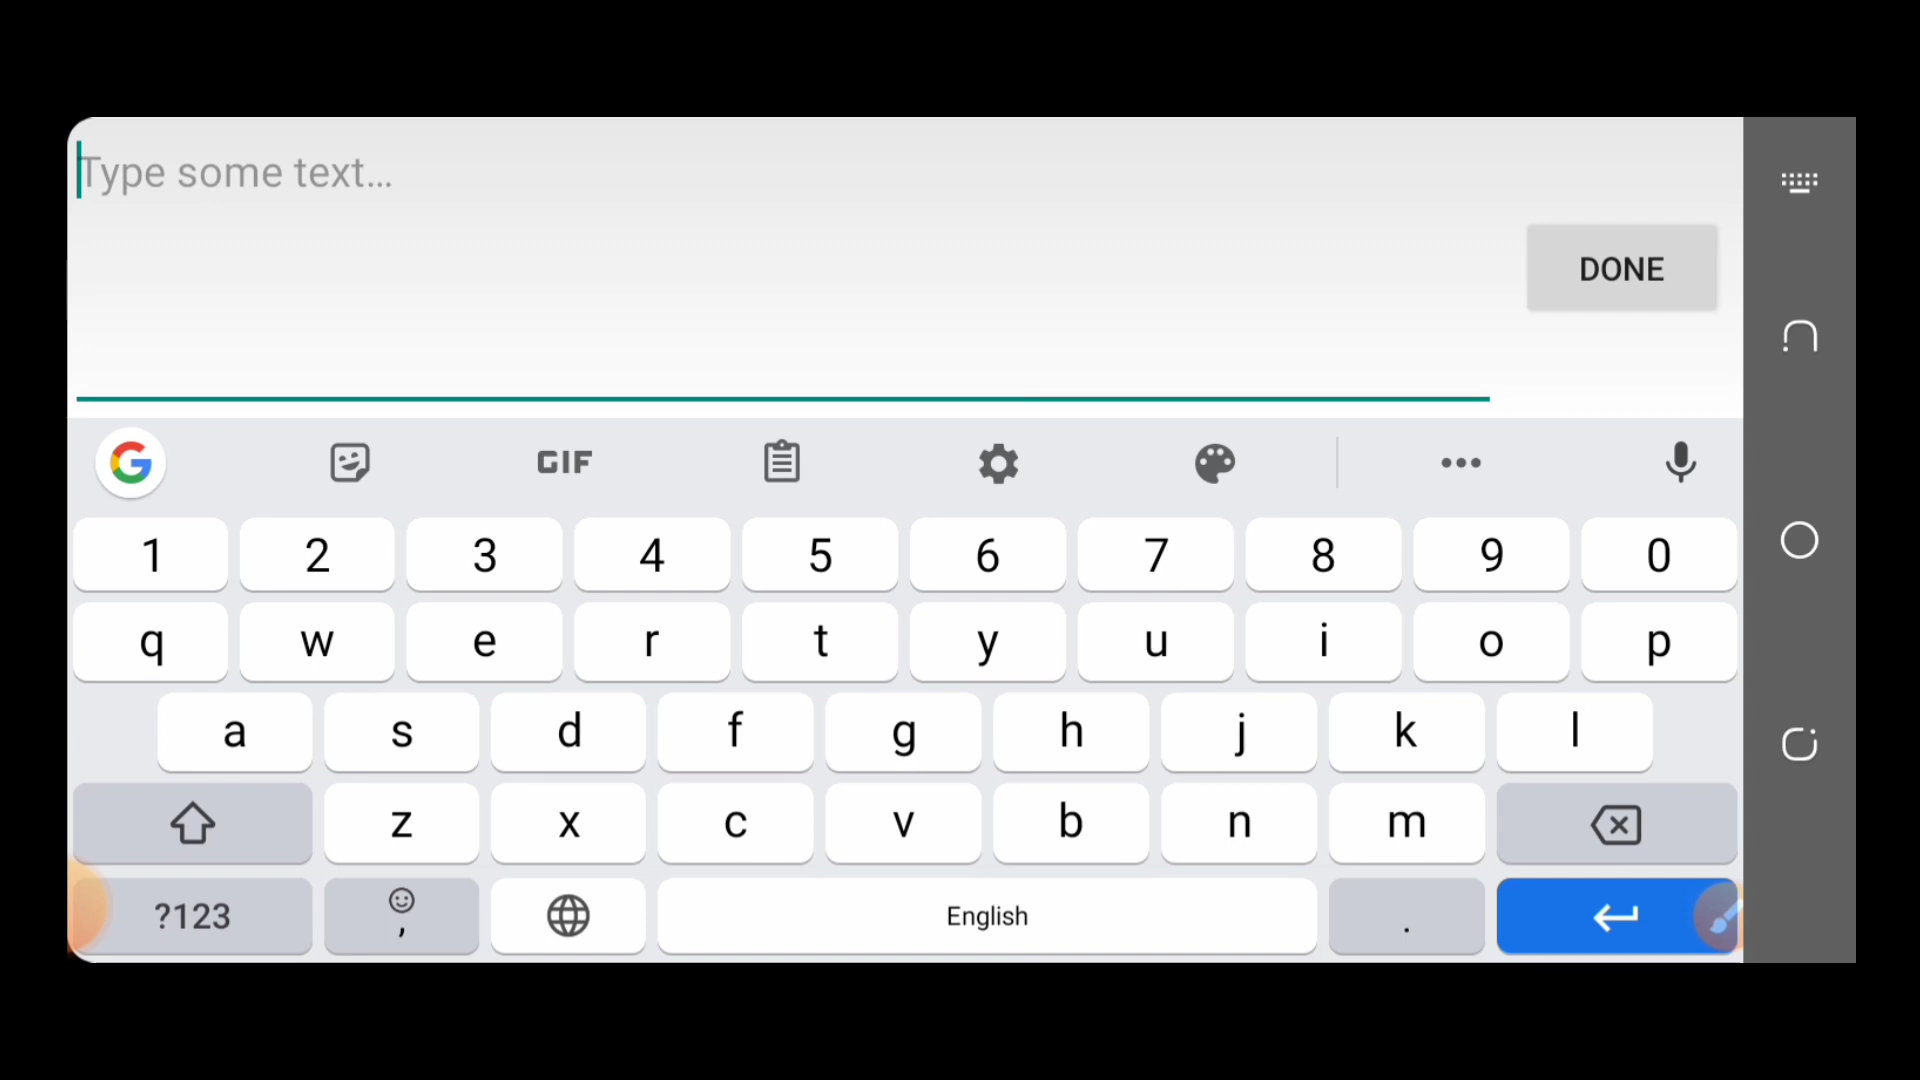 Type some text...
DONE
G GIF
1 2 3 4 5 6 7 8 9 0
q w e r t y u i o p
a s d f g h j k l
z x c v b n m
?123 , English .